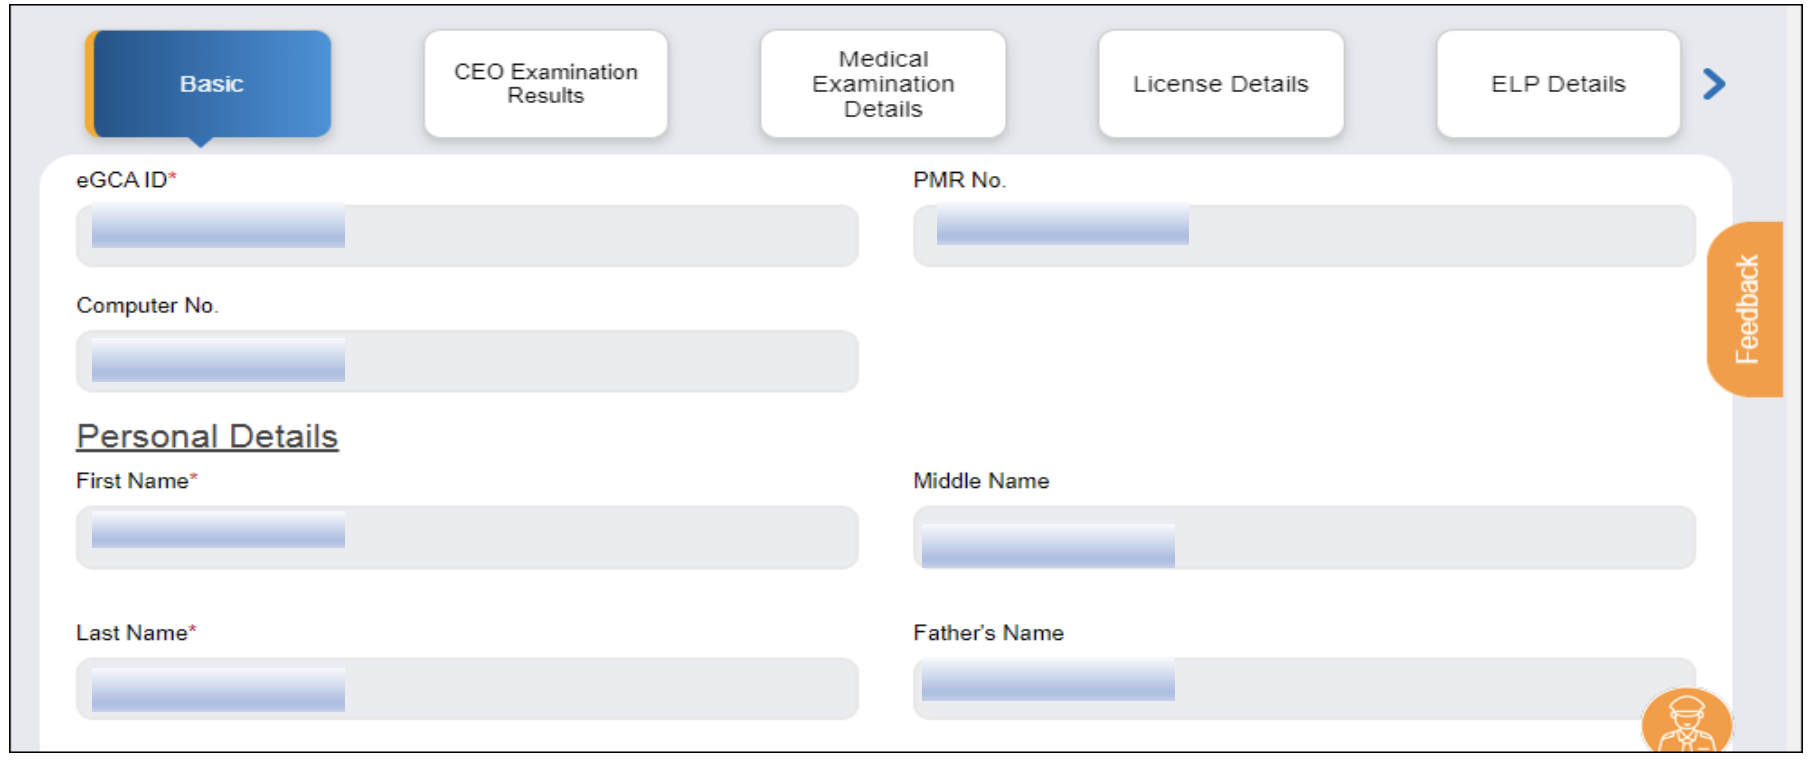 Basic
CEO Examination
Results
Medical
Examination
Details
License Details
ELP Details
eGCA ID*
PMR No.
Computer No.
Feedback
Personal Details
First Name*
Middle Name
Last Name*
Father's Name